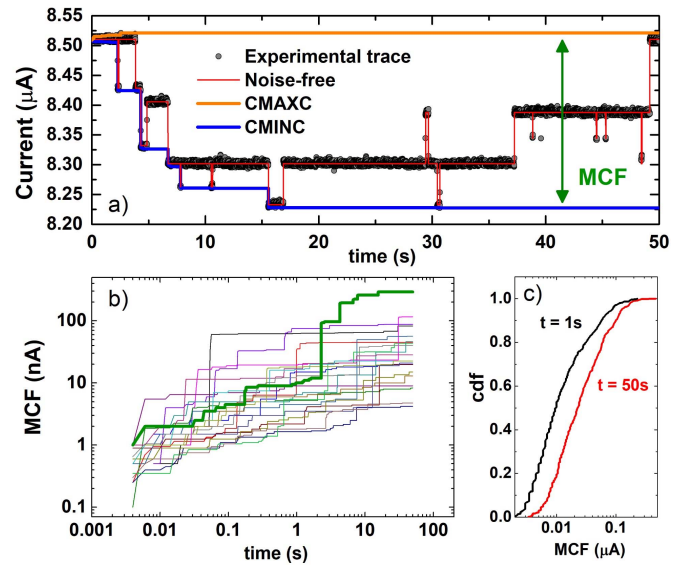 8.55
8.50
8.45
8.40
8.35
8.30
8.25
8.20
Current (μA)
Experimental trace
Noise-free
CMAXC
CMINC
MCF
a)
0 10 20 30 40 50
time (s)
b)
100
10
1
0.1
MCF (nA)
0.001 0.01 0.1 1 10 100
time (s)
c)
1.0
0.8
0.6
0.4
0.2
0.0
cdf
t = 1s
t = 50s
0.01 0.1
MCF (μA)